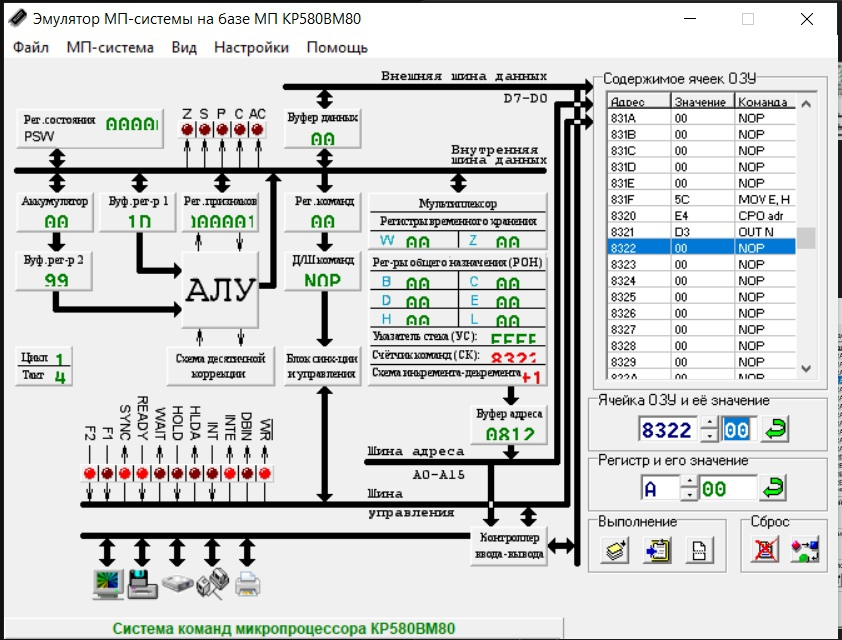 Эмулятор МП-системы на базе МП КР580ВМ80
Файл МП-система Вид Настройки Помощь
Внешняя шина данных
D7-D0
Рег.состояния
PSW
Z S P C AC
Буфер данных
00
Внутренняя
шина данных
Аккумулятор
00
Буф.рег-р 1
1D
Рег.признаков
Рег.команд
00
Мультиплексор
Регистры временного хранения
W 00 Z 00
Буф.рег-р 2
99
АЛУ
Д/Ш команд
NOP
Рег-ры общего назначения (РОН)
B 00 C 00
D 00 E 00
H 00 L 00
Указатель стека (УС): FFFF
Счётчик команд (СК): 8322
Схема инкремента-декремента +1
Цикл 1
Такт 4
Схема десятичной
коррекции
Блок синх-ции
и управления
Буфер адреса
0812
F2 F1 SYNC READY WAIT HOLD HLDA INT INTE DBIN WR
Шина адреса
A0-A15
Шина
управления
Контроллер
ввода-вывода
Система команд микропроцессора КР580ВМ80
Содержимое ячеек ОЗУ
Адрес Значение Команда
831A 00 NOP
831B 00 NOP
831C 00 NOP
831D 00 NOP
831E 00 NOP
831F 5C MOV E, H
8320 E4 CPO adr
8321 D3 OUT N
8322 00 NOP
8323 00 NOP
8324 00 NOP
8325 00 NOP
8326 00 NOP
8327 00 NOP
8328 00 NOP
8329 00 NOP
832A 00 NOP
Ячейка ОЗУ и её значение
8322 00
Регистр и его значение
A 00
Выполнение
Сброс